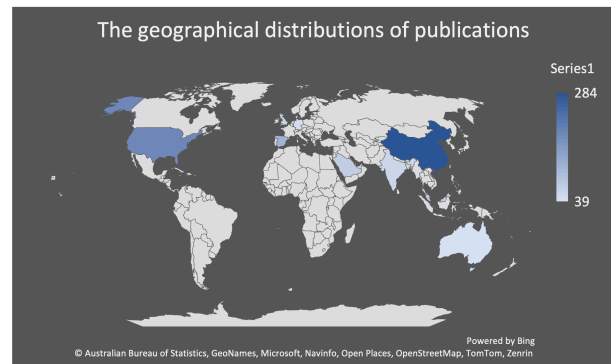 The geographical distributions of publications
Series1
284
39
Powered by Bing
© Australian Bureau of Statistics, GeoNames, Microsoft, Navinfo, Open Places, OpenStreetMap, TomTom, Zenrin